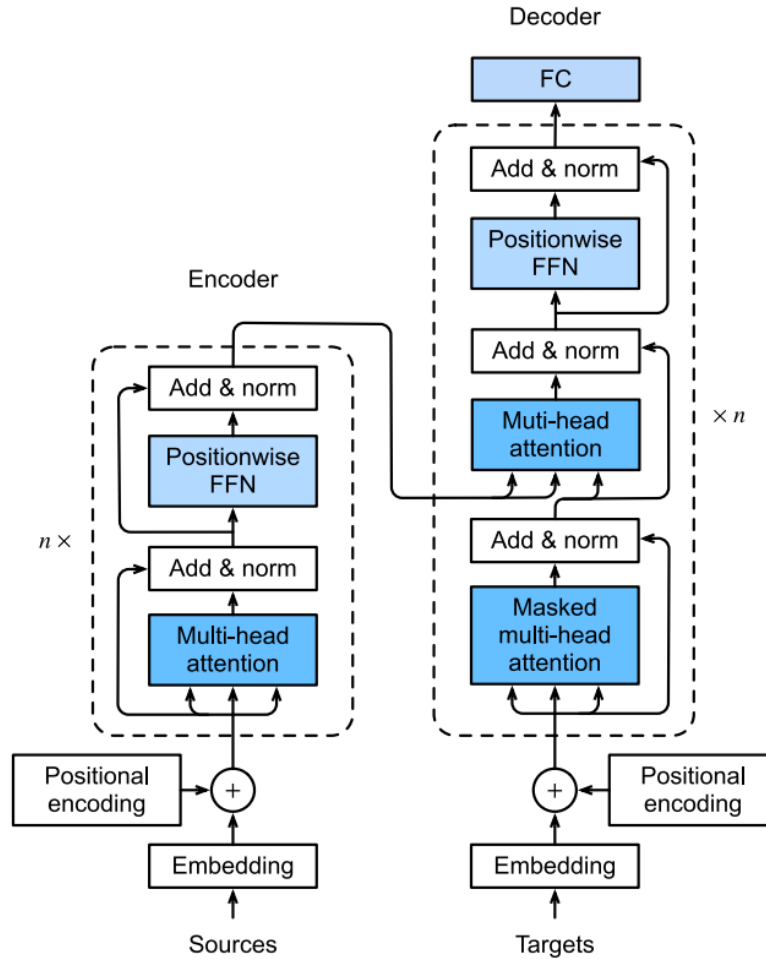 Decoder
FC
Add & norm
Positionwise
FFN
Add & norm
Muti-head
attention
× n
Add & norm
Masked
multi-head
attention
Positional
encoding
+
Embedding
Targets
Encoder
Add & norm
Positionwise
FFN
n ×
Add & norm
Multi-head
attention
Positional
encoding
+
Embedding
Sources